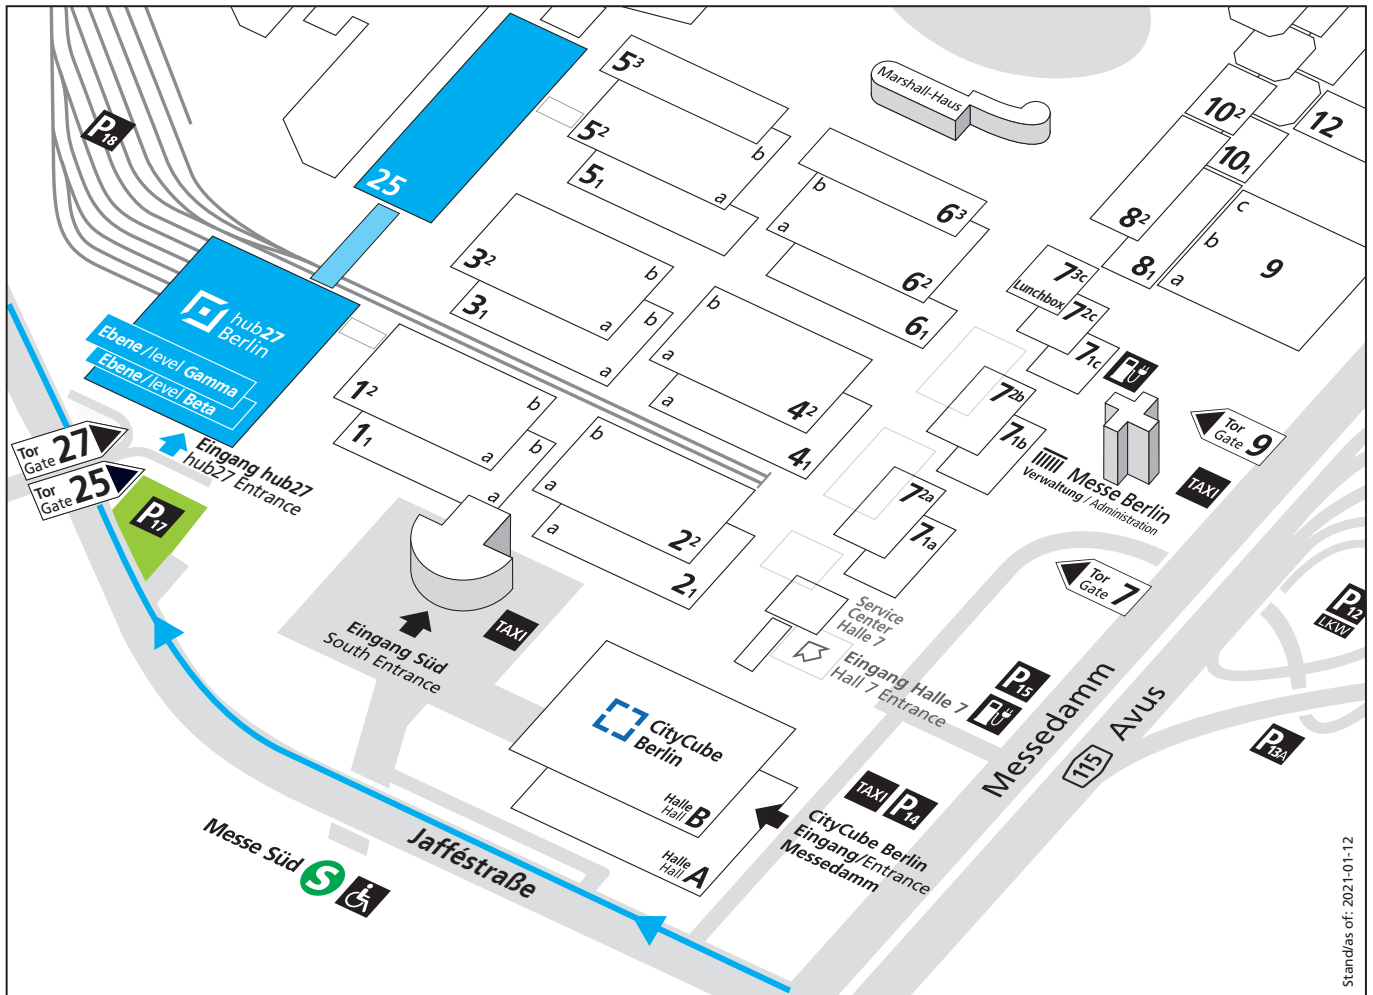 5³
5²
b
5₁
a
25
P18
Marshall-Haus
10²
12
10₁
8²
8₁
c
b
9
a
b
6³
a
6²
6₁
3²
b
3₁
a
b
a
7³ᶜ
Lunchbox
7²ᶜ
7₁c
hub27
Berlin
Ebene/level Gamma
Ebene/level Beta
b
a
4²
a
4₁
1²
b
1₁
a
b
a
b
a
2²
a
2₁
7²ᵇ
7₁b
7²ᵃ
7₁a
Tor
Gate 27
Tor
Gate 25
P17
Eingang hub27
hub27 Entrance
Messe Berlin
Verwaltung / Administration
Tor
Gate 9
TAXI
Tor
Gate 7
P12
LKW
Eingang Süd
South Entrance
TAXI
Service
Center
Halle 7
Eingang Halle 7
Hall 7 Entrance
P15
P13A
CityCube
Berlin
Halle
Hall B
Halle
Hall A
TAXI
P14
CityCube Berlin
Eingang/Entrance
Messedamm
Messedamm
115
Avus
Messe Süd
S
Jafféstraße
Stand/as of: 2021-01-12